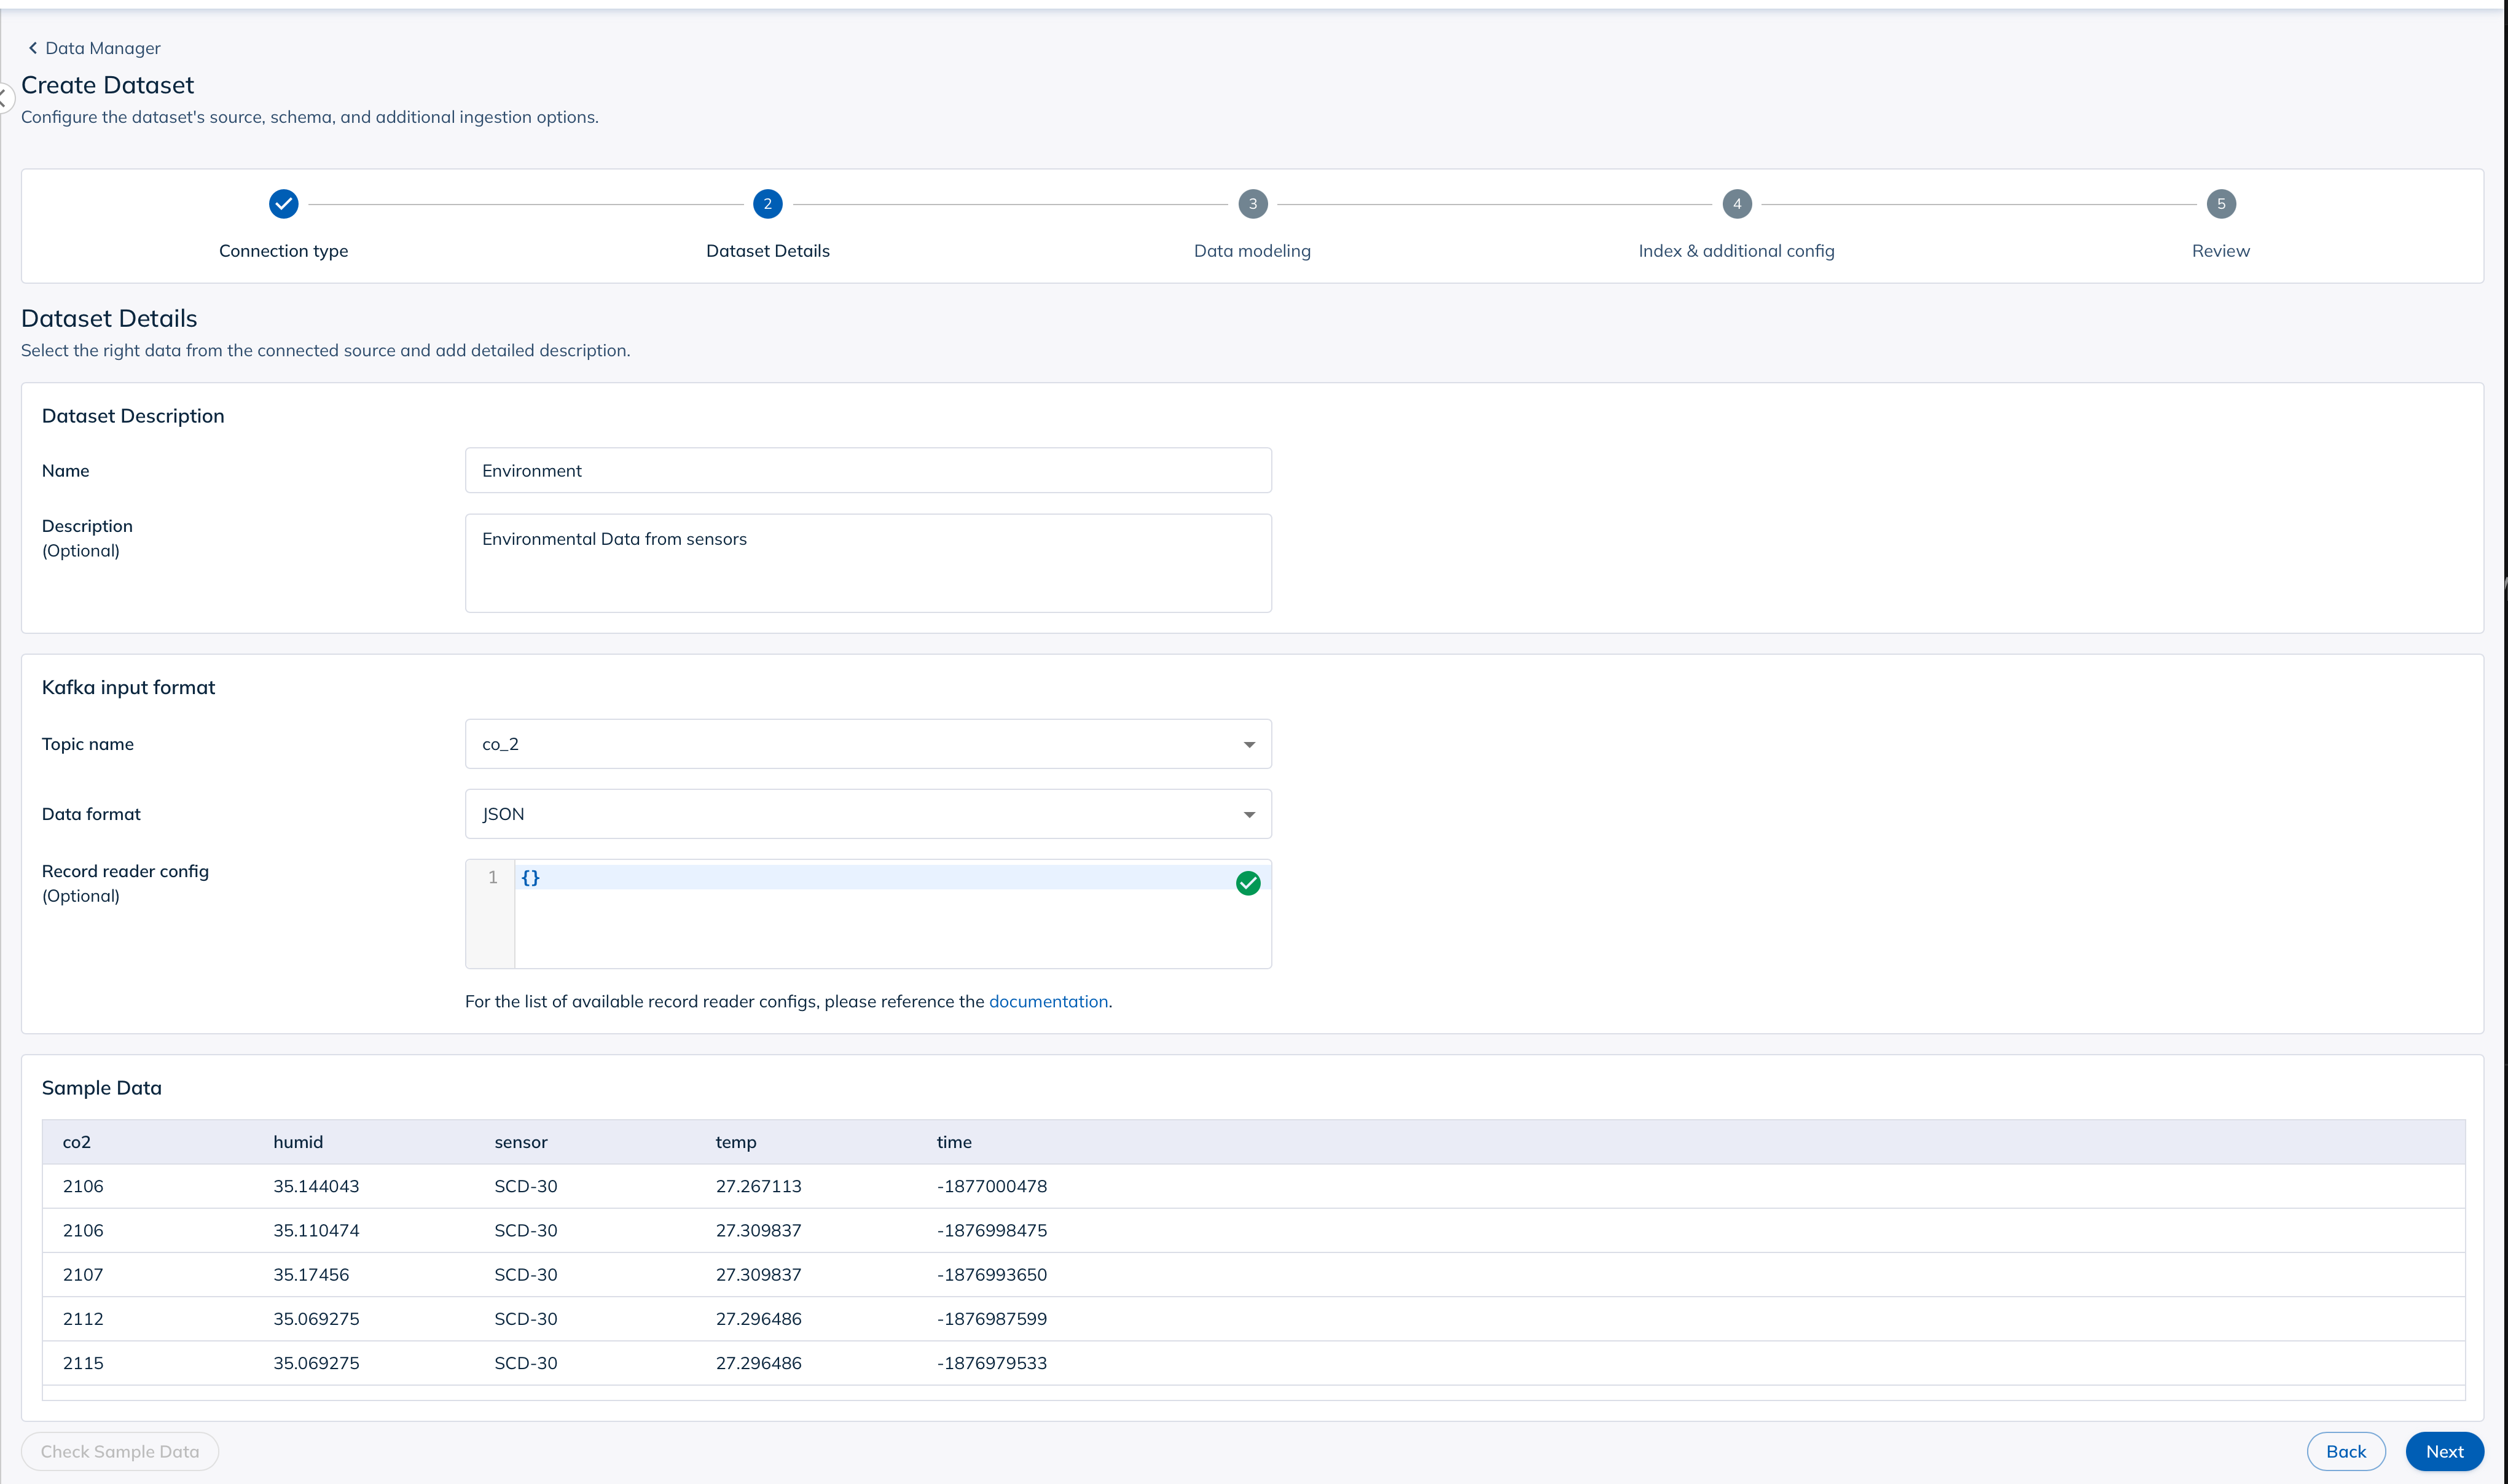 Data Manager
Create Dataset
Configure the dataset's source, schema, and additional ingestion options.
2
3
4
5
Connection type
Dataset Details
Data modeling
Index & additional config
Review
Dataset Details
Select the right data from the connected source and add detailed description.
Dataset Description
Name
Environment
Description
(Optional)
Environmental Data from sensors
Kafka input format
Topic name
co_2
Data format
JSON
Record reader config
(Optional)
1 {}
For the list of available record reader configs, please reference the documentation.
Sample Data
co2 humid sensor temp time
2106 35.144043 SCD-30 27.267113 -1877000478
2106 35.110474 SCD-30 27.309837 -1876998475
2107 35.17456 SCD-30 27.309837 -1876993650
2112 35.069275 SCD-30 27.296486 -1876987599
2115 35.069275 SCD-30 27.296486 -1876979533
Check Sample Data
Back
Next